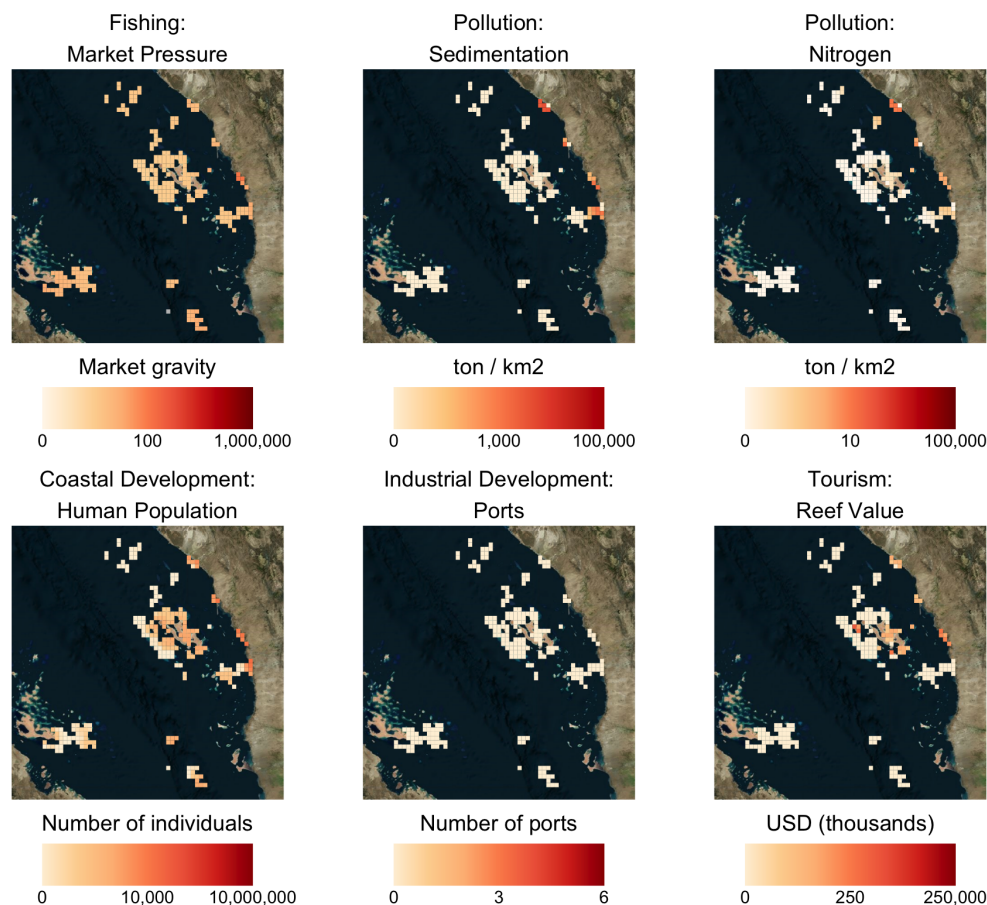 Fishing:
Market Pressure
Pollution:
Sedimentation
Pollution:
Nitrogen
Market gravity
0 100 1,000,000
ton / km2
0 1,000 100,000
ton / km2
0 10 100,000
Coastal Development:
Human Population
Industrial Development:
Ports
Tourism:
Reef Value
Number of individuals
0 10,000 10,000,000
Number of ports
0 3 6
USD (thousands)
0 250 250,000